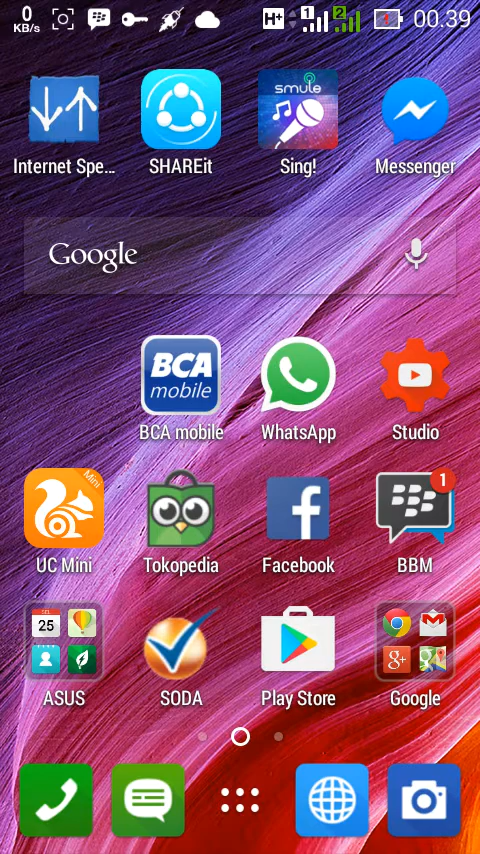 0
KB/s
H+ 1 2 00.39
smule
Internet Spe... SHAREit Sing! Messenger
Google
BCA
mobile
BCA mobile WhatsApp Studio
Mini
1
UC Mini Tokopedia Facebook BBM
25
g+
ASUS SODA Play Store Google